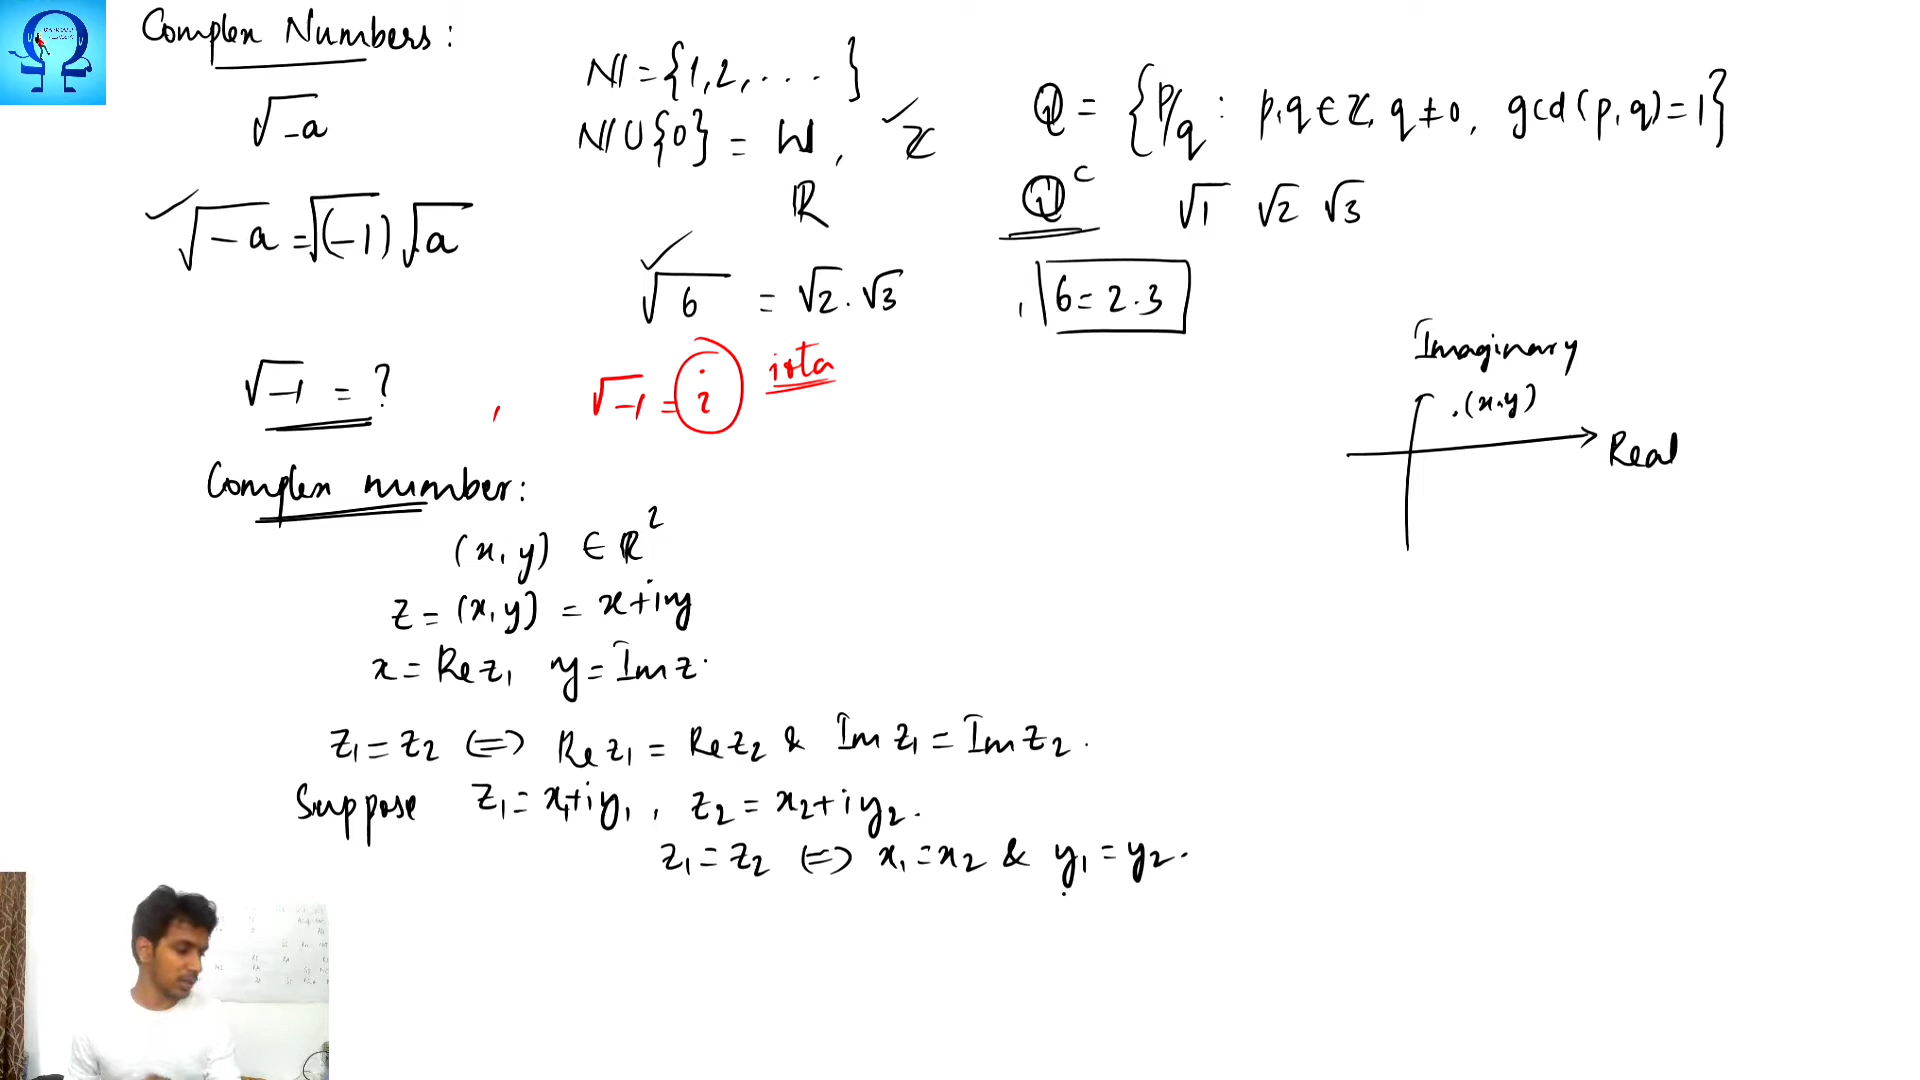 Complex Numbers:
√-a
√-a = √(-1) √a
√-1 = ?
, √-1 = i iota
N = {1,2,....}
N ∪ {0} = W, ℤ
ℝ
√6 = √2.√3
, 6 = 2.3
Q = {p/q : p,q ∈ ℤ, q ≠ 0, gcd(p,q)=1}
Q^c √1 √2 √3
Imaginary
.(x,y)
Real
Complex number:
(x,y) ∈ ℝ²
z = (x,y) = x+iy
x = Re z, y = Im z.
z₁ = z₂ ⟺ Re z₁ = Re z₂ & Im z₁ = Im z₂.
Suppose z₁ = x₁+iy₁, z₂ = x₂+iy₂.
z₁ = z₂ ⟺ x₁ = x₂ & y₁ = y₂.